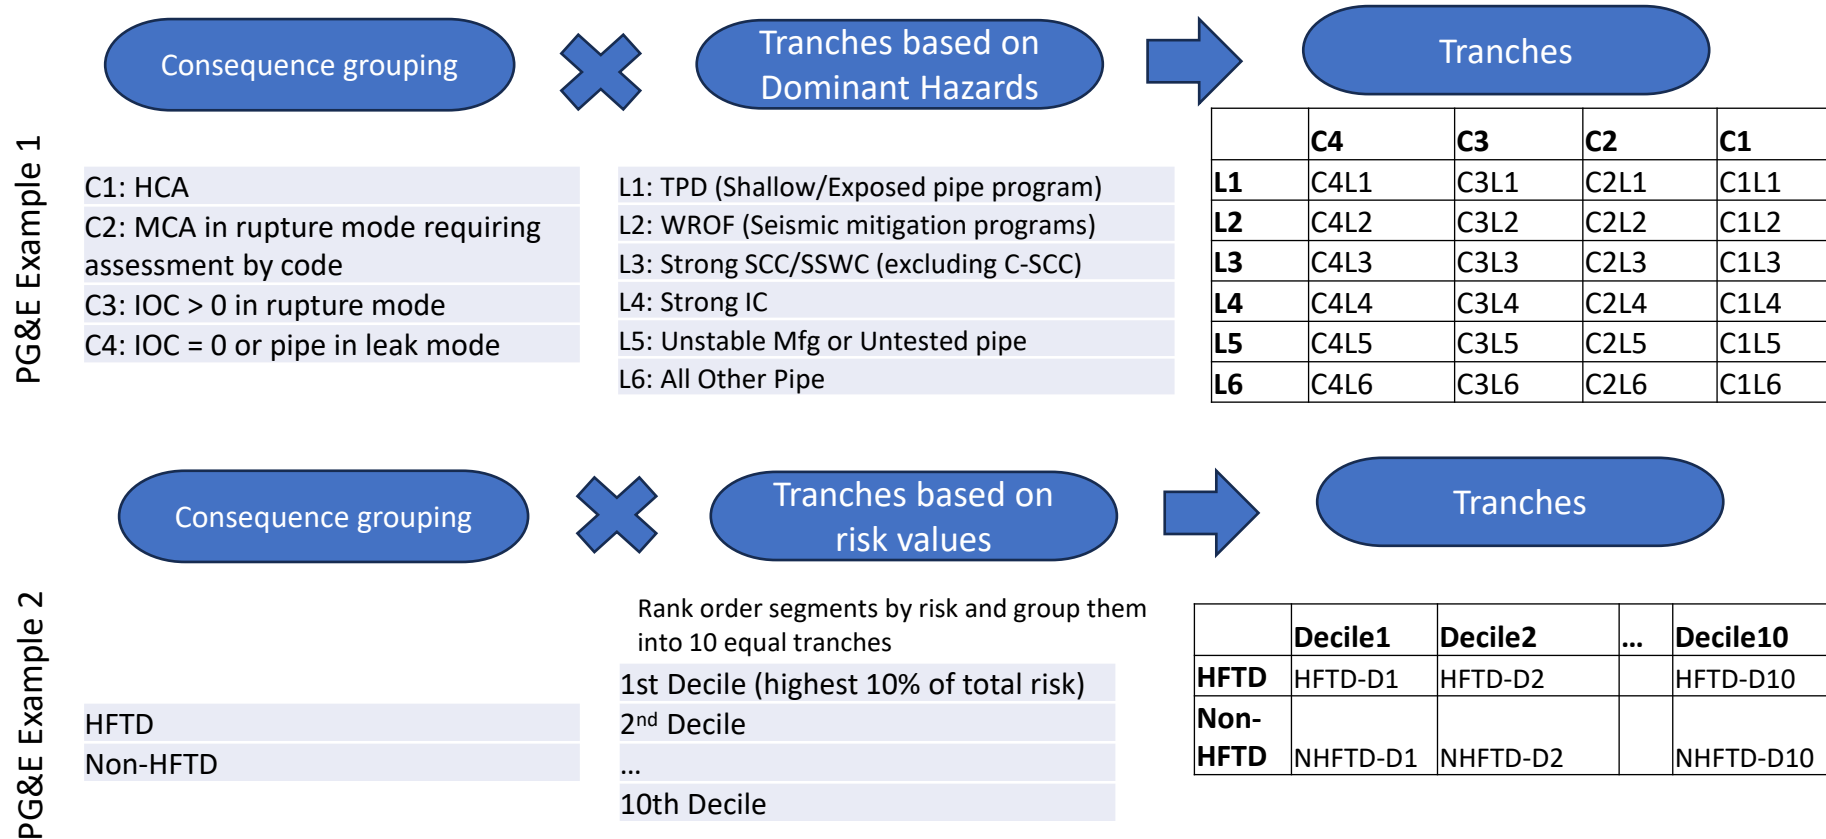 PG&E Example 1
Consequence grouping
Tranches based on
Dominant Hazards
Tranches
C1: HCA
C2: MCA in rupture mode requiring
assessment by code
C3: IOC > 0 in rupture mode
C4: IOC = 0 or pipe in leak mode
L1: TPD (Shallow/Exposed pipe program)
L2: WROF (Seismic mitigation programs)
L3: Strong SCC/SSWC (excluding C-SCC)
L4: Strong IC
L5: Unstable Mfg or Untested pipe
L6: All Other Pipe
C4 C3 C2 C1
L1 C4L1 C3L1 C2L1 C1L1
L2 C4L2 C3L2 C2L2 C1L2
L3 C4L3 C3L3 C2L3 C1L3
L4 C4L4 C3L4 C2L4 C1L4
L5 C4L5 C3L5 C2L5 C1L5
L6 C4L6 C3L6 C2L6 C1L6
PG&E Example 2
Consequence grouping
Tranches based on
risk values
Tranches
HFTD
Non-HFTD
Rank order segments by risk and group them
into 10 equal tranches
1st Decile (highest 10% of total risk)
2nd Decile
...
10th Decile
Decile1 Decile2 ... Decile10
HFTD HFTD-D1 HFTD-D2 HFTD-D10
Non-
HFTD NHFTD-D1 NHFTD-D2 NHFTD-D10